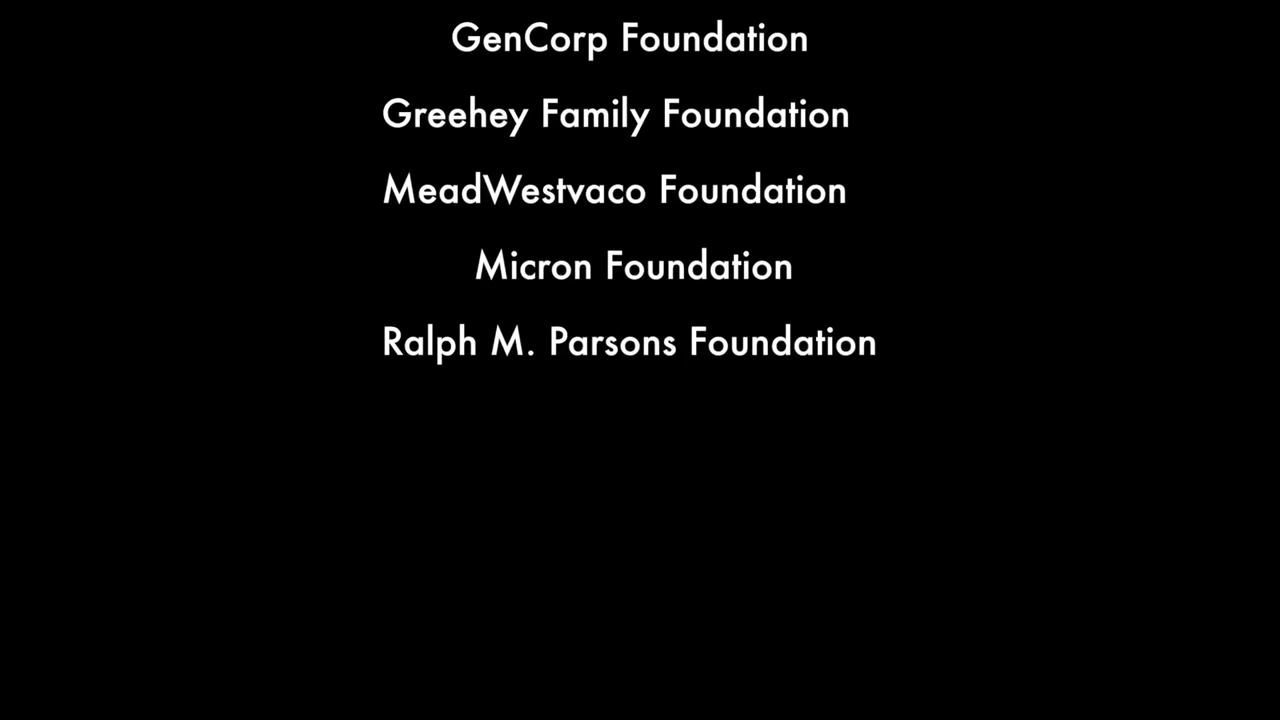 GenCorp Foundation
Greehey Family Foundation
MeadWestvaco Foundation
Micron Foundation
Ralph M. Parsons Foundation